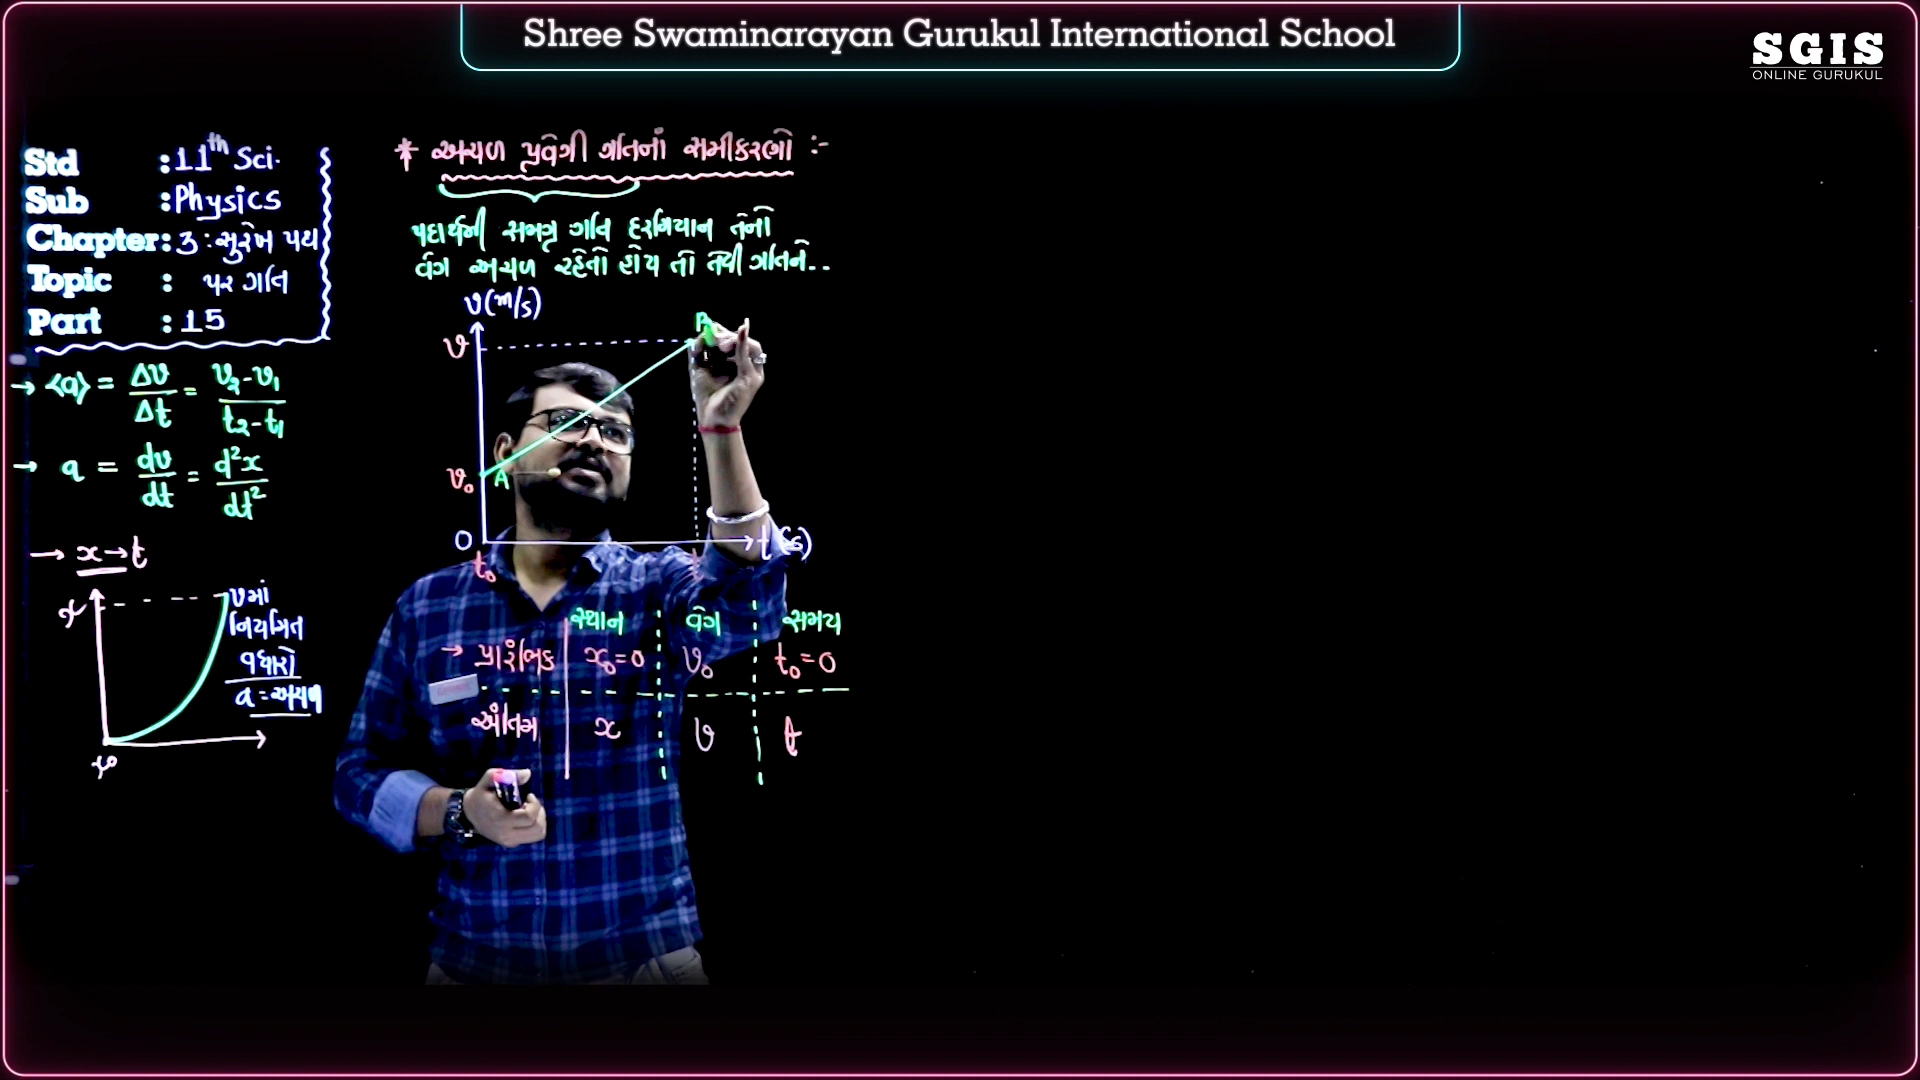 Shree Swaminarayan Gurukul International School
SGIS
ONLINE GURUKUL
Std : 11th Sci.
Sub : Physics
Chapter : 3 : સુરેખ પથ
Topic : પર ગતિ
Part : 15
→ <a> = Δv/Δt = v₂-v₁/t₂-t₁
→ a = dv/dt = d²x/dt²
→ x→t
x
v માં
નિયમિત
વધારો
a = અચળ
* અચળ પ્રવેગી ગતિનાં સમીકરણો :-
પદાર્થની સમગ્ર ગતિ દરમિયાન તેનો
વેગ અચળ રહેતો હોય તો તેવી ગતિને..
v(m/s)
v
v₀ A
0 t (s)
t₀
સ્થાન વેગ સમય
→ પ્રારંભિક x₀=0 v₀ t₀=0
અંતિમ x v t